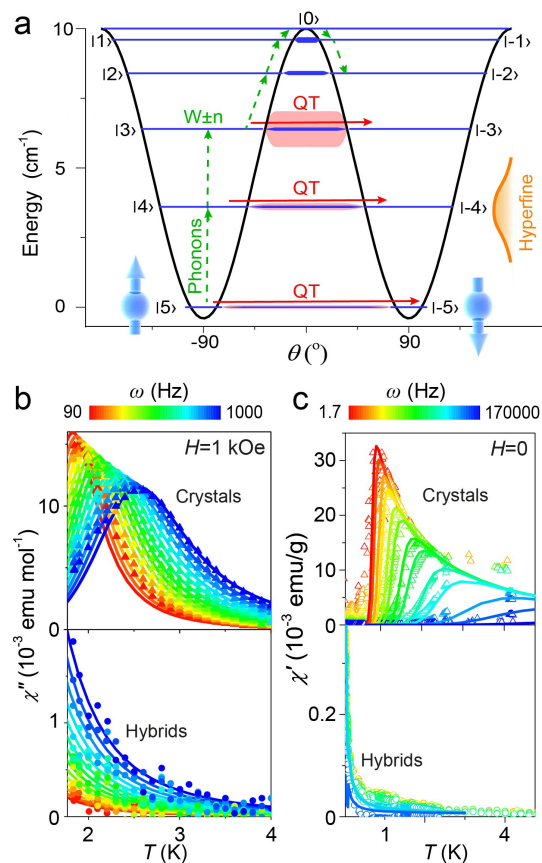 a
|0›
|1›
|-1›
|2›
|-2›
W±n
QT
|3›
|-3›
QT
|4›
|-4›
Phonons
Hyperfine
QT
|5›
|-5›
10
5
0
Energy (cm⁻¹)
-90
90
θ (°)
b
ω (Hz)
90
1000
H=1 kOe
Crystals
10
0
χ″ (10⁻³ emu mol⁻¹)
1
0
Hybrids
2
3
4
T (K)
c
ω (Hz)
1.7
170000
H=0
Crystals
30
20
10
0
χ′ (10⁻³ emu/g)
0.2
0
Hybrids
1
2
4
T (K)